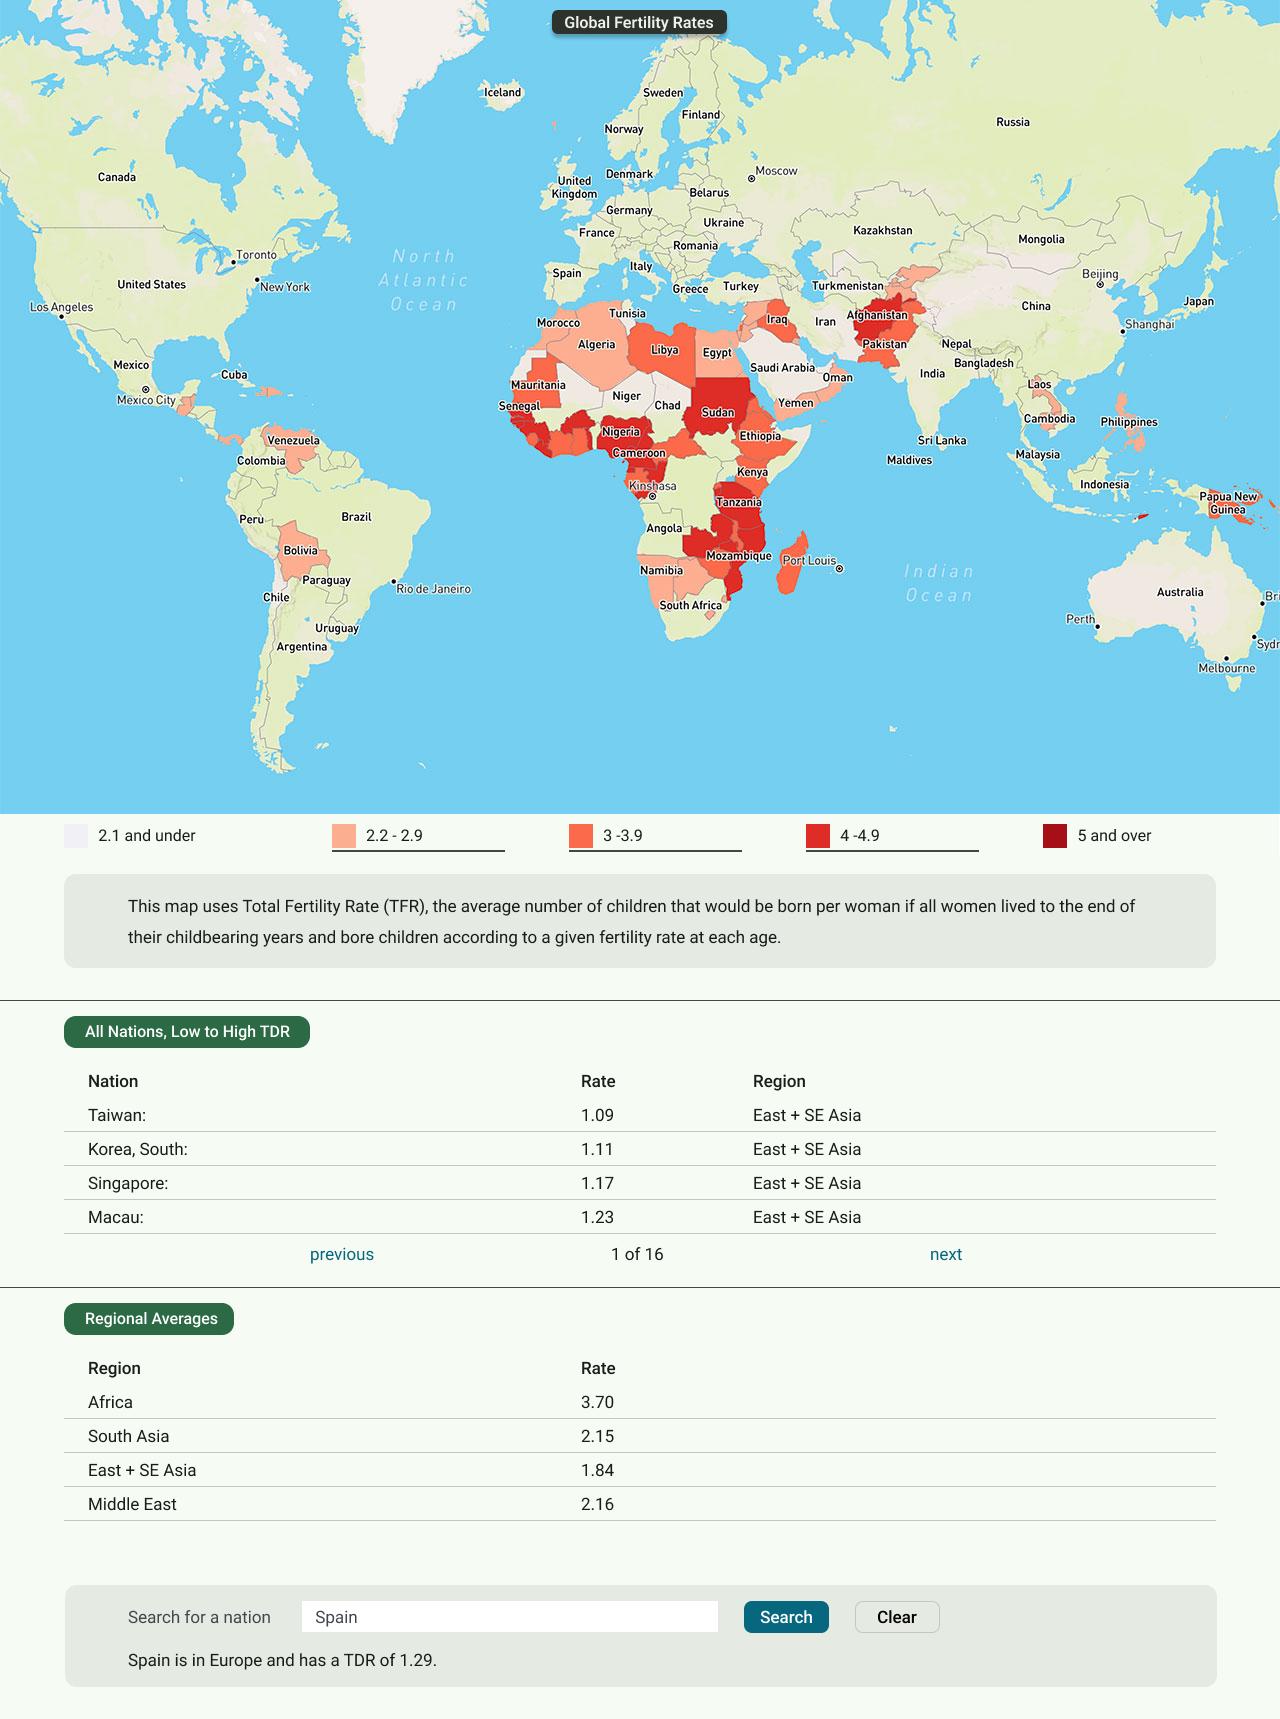 Global Fertility Rates
Iceland
Sweden
Finland
Norway
Russia
Canada
United
Kingdom
Denmark
Moscow
Belarus
Germany
Ukraine
France
Kazakhstan
Romania
Mongolia
Toronto
North
Atlantic
Ocean
Italy
Spain
Beijing
United States
New York
Greece
Turkey
Turkmenistan
Japan
Los Angeles
China
Tunisia
Morocco
Iraq
Iran
Afghanistan
Shanghai
Algeria
Libya
Egypt
Pakistan
Nepal
Mexico
Cuba
Saudi Arabia
Bangladesh
India
Oman
Mauritania
Niger
Laos
Mexico City
Senegal
Chad
Yemen
Sudan
Cambodia
Philippines
Nigeria
Ethiopia
Venezuela
Sri Lanka
Cameroon
Colombia
Maldives
Malaysia
Kenya
Kinshasa
Indonesia
Papua New
Guinea
Tanzania
Peru
Brazil
Angola
Bolivia
Mozambique
Port Louis
Indian
Ocean
Namibia
Paraguay
Rio de Janeiro
Chile
Australia
Bri
South Africa
Perth
Uruguay
Argentina
Sydr
Melbourne
2.1 and under
2.2 - 2.9
3 -3.9
4 -4.9
5 and over
This map uses Total Fertility Rate (TFR), the average number of children that would be born per woman if all women lived to the end of
their childbearing years and bore children according to a given fertility rate at each age.
All Nations, Low to High TDR
Nation Rate Region
Taiwan: 1.09 East + SE Asia
Korea, South: 1.11 East + SE Asia
Singapore: 1.17 East + SE Asia
Macau: 1.23 East + SE Asia
previous 1 of 16 next
Regional Averages
Region Rate
Africa 3.70
South Asia 2.15
East + SE Asia 1.84
Middle East 2.16
Search for a nation Spain Search Clear
Spain is in Europe and has a TDR of 1.29.